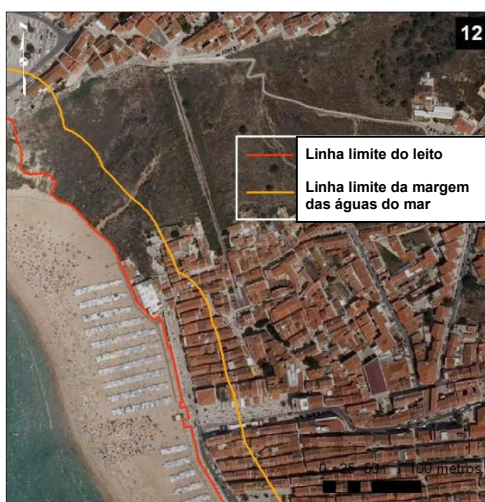 12
Linha limite do leito
Linha limite da margem
das águas do mar
0 25 50 100 metros